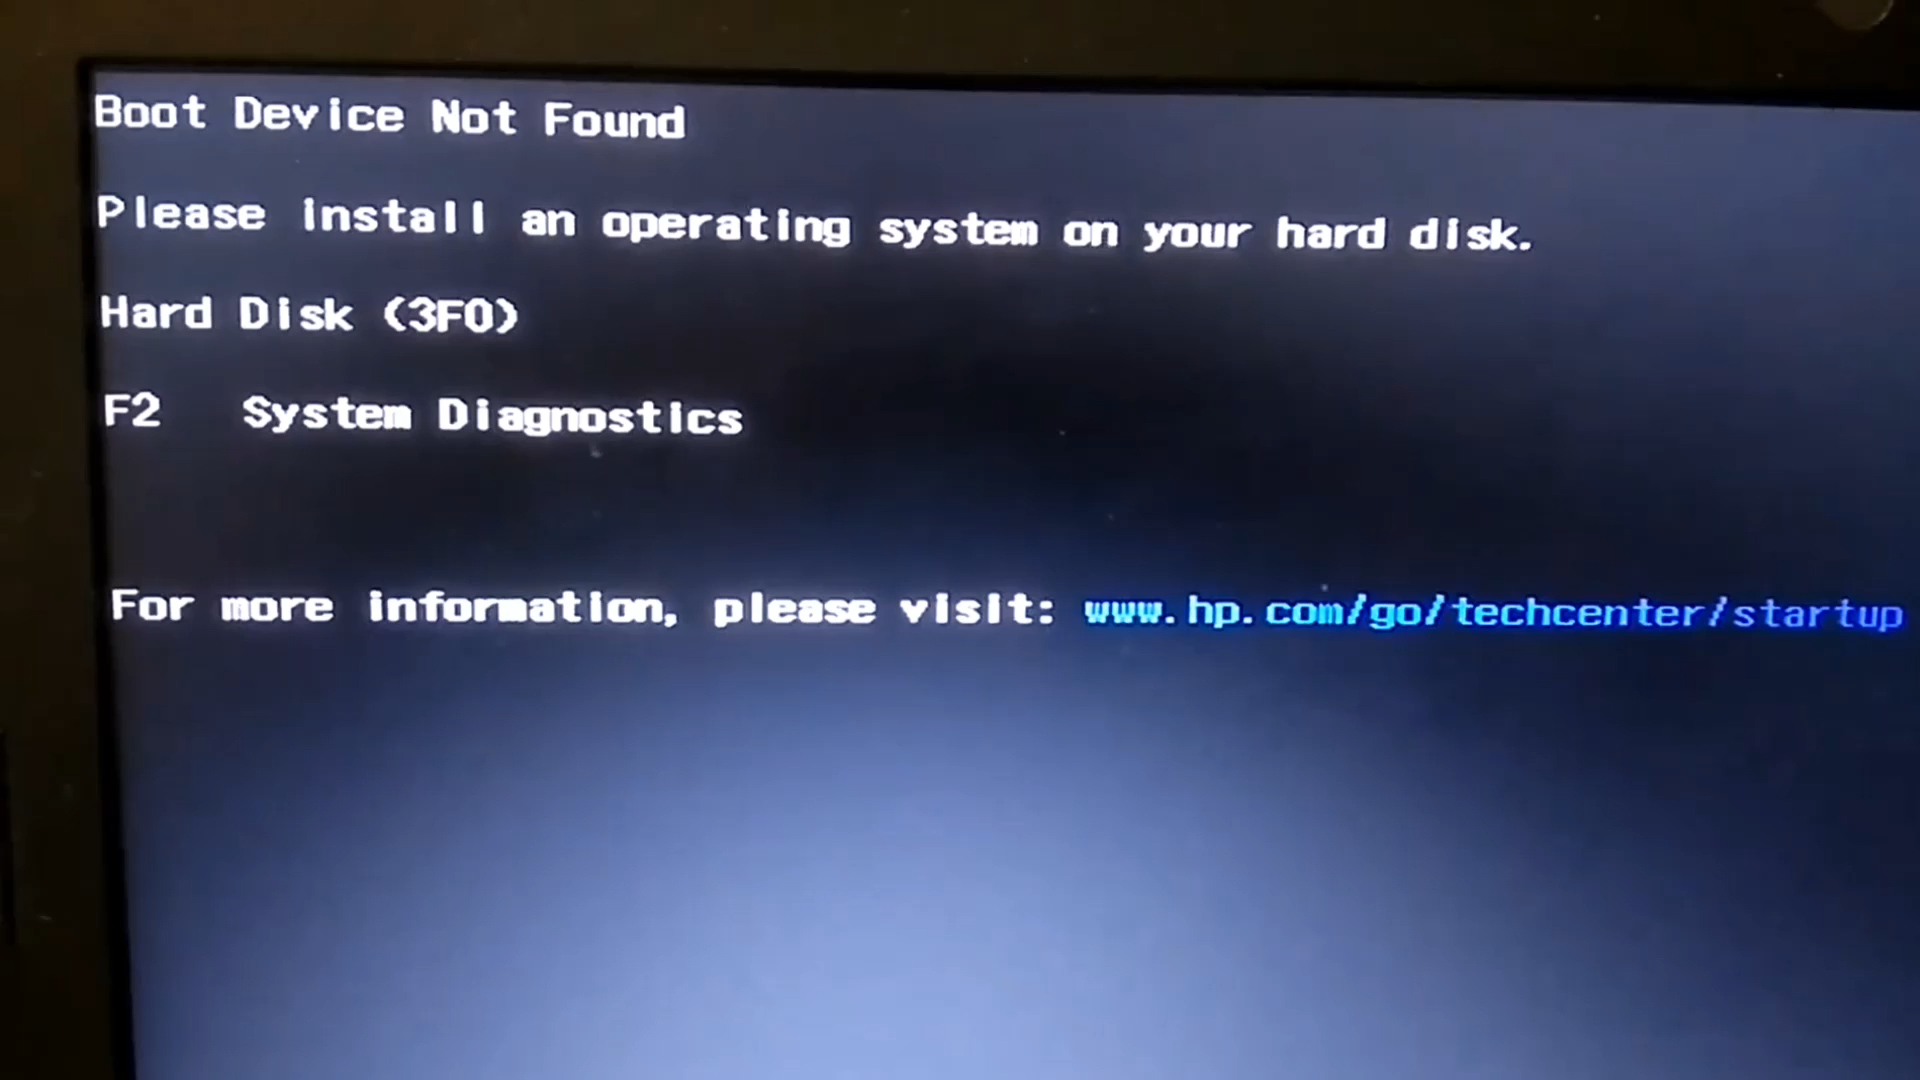 Boot Device Not Found
Please install an operating system on your hard disk.
Hard Disk (3F0)
F2 System Diagnostics
For more information, please visit: www.hp.com/go/techcenter/startup